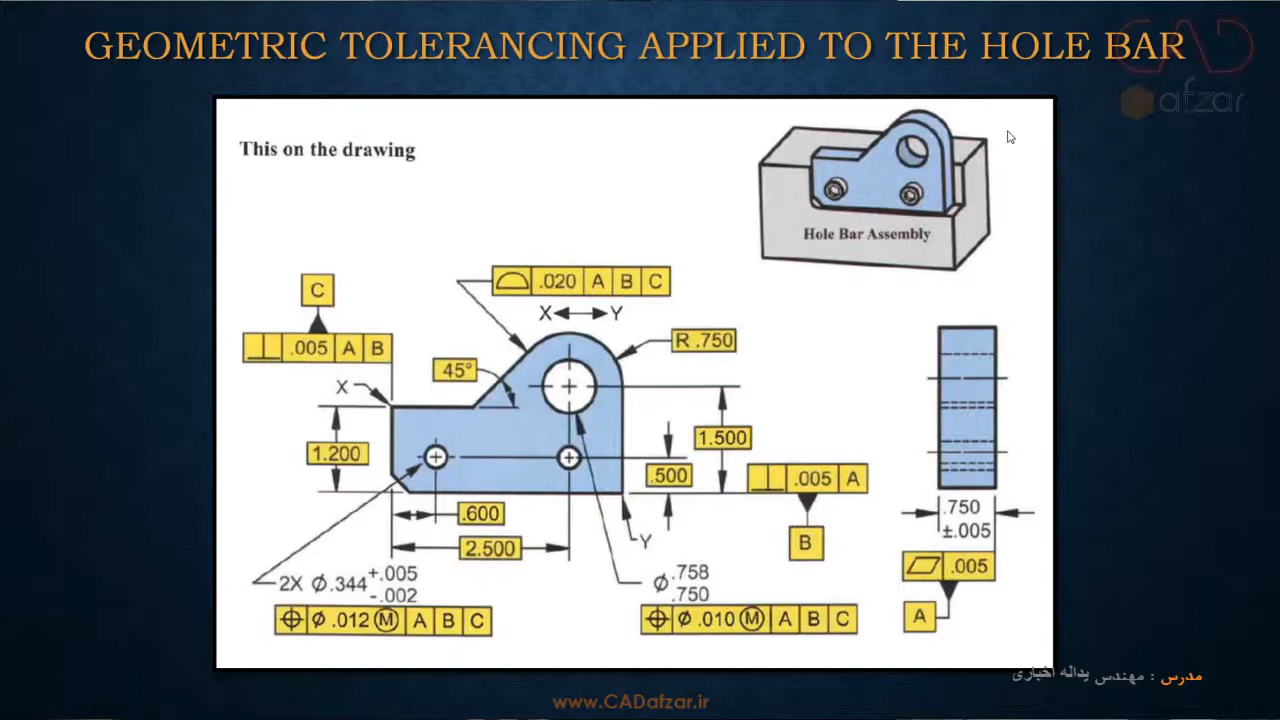 GEOMETRIC TOLERANCING APPLIED TO THE HOLE BAR
CAD
afzar
This on the drawing
Hole Bar Assembly
C
⌓ .020 A B C
X Y
⊥ .005 A B
R .750
45°
X
1.200
1.500
.500
⊥ .005 A
.600
.750
±.005
2.500
Y
B
⏥ .005
2X ⌀.344 +.005
-.002
⌀ .758
.750
⌖ ⌀ .012 Ⓜ A B C
⌖ ⌀ .010 Ⓜ A B C
A
مدرس : مهندس یداله اخباری
www.CADafzar.ir